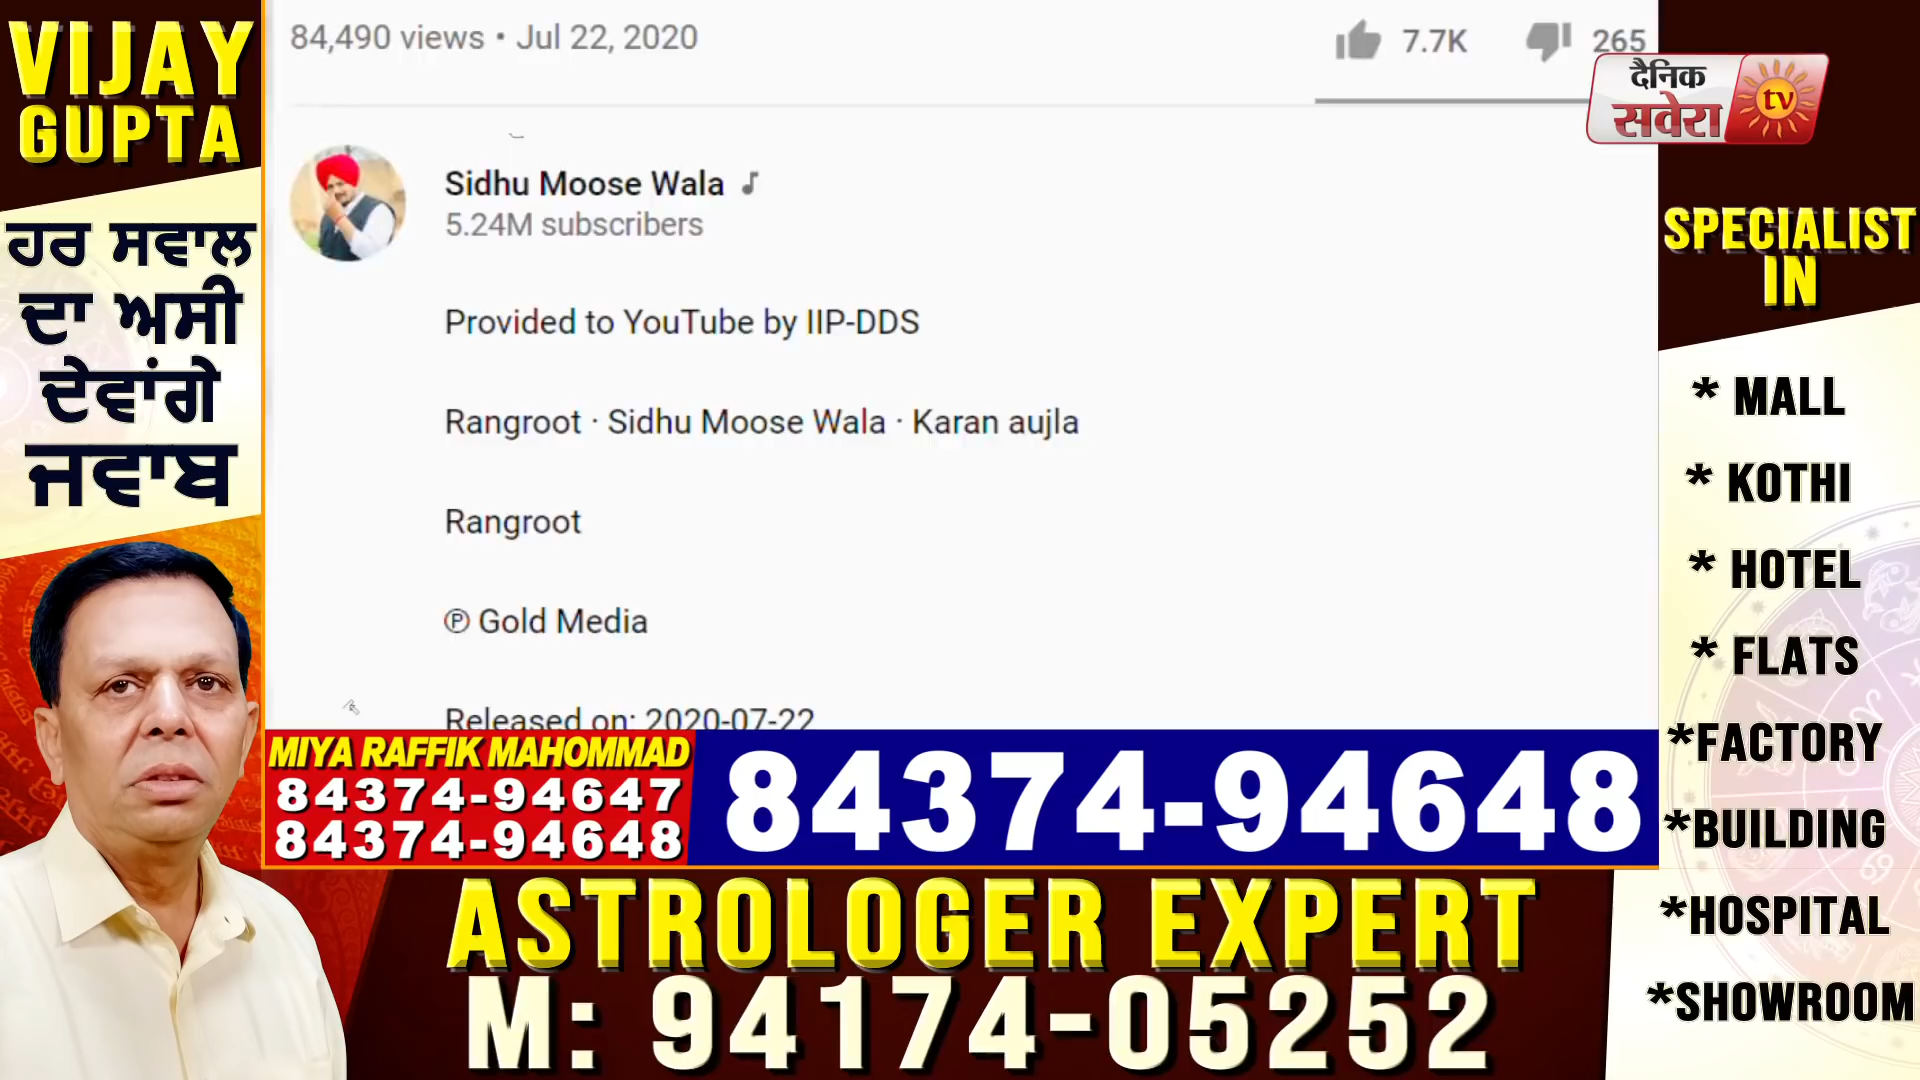 VIJAY
GUPTA
ਹਰ ਸਵਾਲ
ਦਾ ਅਸੀ
ਦੇਵਾਂਗੇ
ਜਵਾਬ
84,490 views • Jul 22, 2020
7.7K
265
दैनिक
सवेरा
tv
Sidhu Moose Wala
5.24M subscribers
Provided to YouTube by IIP-DDS
Rangroot · Sidhu Moose Wala · Karan aujla
Rangroot
℗ Gold Media
Released on: 2020-07-22
SPECIALIST
IN
* MALL
* KOTHI
* HOTEL
* FLATS
*FACTORY
*BUILDING
*HOSPITAL
*SHOWROOM
MIYA RAFFIK MAHOMMAD
84374-94647
84374-94648
84374-94648
ASTROLOGER EXPERT
M: 94174-05252